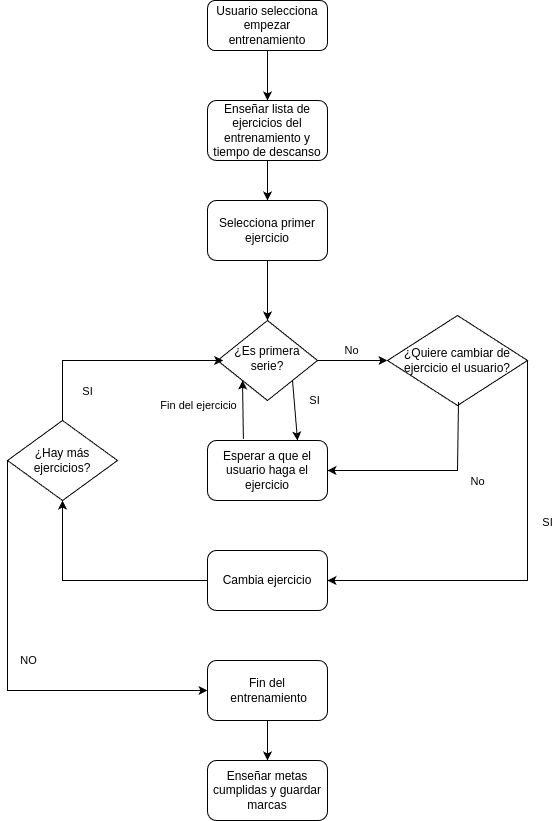 Usuario selecciona
empezar
entrenamiento
Enseñar lista de
ejercicios del
entrenamiento y
tiempo de descanso
Selecciona primer
ejercicio
¿Es primera
serie?
No
¿Quiere cambiar de
ejercicio el usuario?
SI
Fin del ejercicio
SI
¿Hay más
ejercicios?
Esperar a que el
usuario haga el
ejercicio
No
SI
Cambia ejercicio
NO
Fin del
entrenamiento
Enseñar metas
cumplidas y guardar
marcas